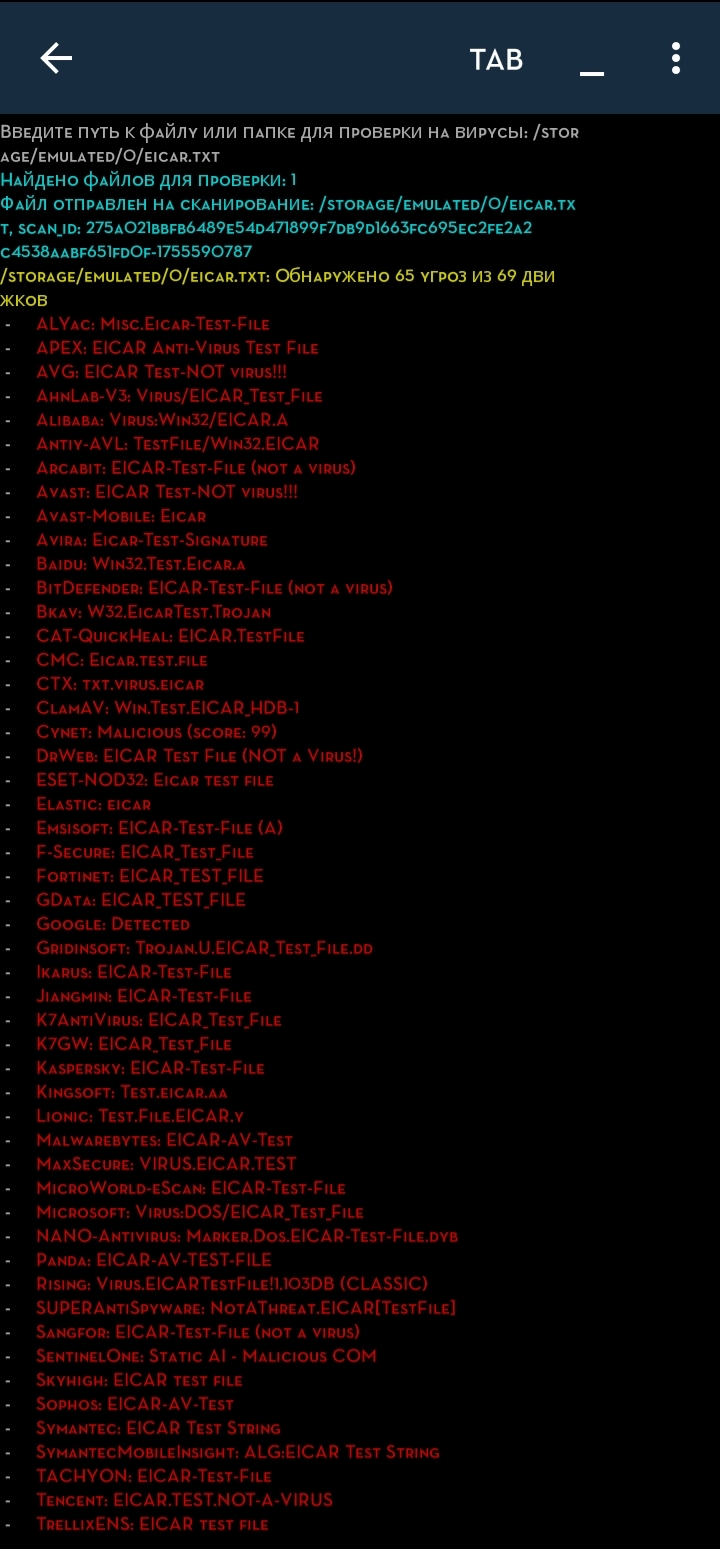 TAB _
Введите путь к файлу или папке для проверки на вирусы: /stor
age/emulated/0/eicar.txt
Найдено файлов для проверки: 1
Файл отправлен на сканирование: /storage/emulated/0/eicar.tx
t, scan_id: 275a021bbfb6489e54d471899f7db9d1663fc695ec2fe2a2
c4538aabf651fd0f-1755590787
/storage/emulated/0/eicar.txt: Обнаружено 65 угроз из 69 дви
жков
- ALYac: Misc.Eicar-Test-File
- APEX: EICAR Anti-Virus Test File
- AVG: EICAR Test-NOT virus!!!
- AhnLab-V3: Virus/EICAR_Test_File
- Alibaba: Virus:Win32/EICAR.A
- Antiy-AVL: TestFile/Win32.EICAR
- Arcabit: EICAR-Test-File (not a virus)
- Avast: EICAR Test-NOT virus!!!
- Avast-Mobile: Eicar
- Avira: Eicar-Test-Signature
- Baidu: Win32.Test.Eicar.a
- BitDefender: EICAR-Test-File (not a virus)
- Bkav: W32.EicarTest.Trojan
- CAT-QuickHeal: EICAR.TestFile
- CMC: Eicar.test.file
- CTX: txt.virus.eicar
- ClamAV: Win.Test.EICAR_HDB-1
- Cynet: Malicious (score: 99)
- DrWeb: EICAR Test File (NOT a Virus!)
- ESET-NOD32: Eicar test file
- Elastic: eicar
- Emsisoft: EICAR-Test-File (A)
- F-Secure: EICAR_Test_File
- Fortinet: EICAR_TEST_FILE
- GData: EICAR_TEST_FILE
- Google: Detected
- Gridinsoft: Trojan.U.EICAR_Test_File.dd
- Ikarus: EICAR-Test-File
- Jiangmin: EICAR-Test-File
- K7AntiVirus: EICAR_Test_File
- K7GW: EICAR_Test_File
- Kaspersky: EICAR-Test-File
- Kingsoft: Test.eicar.aa
- Lionic: Test.File.EICAR.y
- Malwarebytes: EICAR-AV-Test
- MaxSecure: VIRUS.EICAR.TEST
- MicroWorld-eScan: EICAR-Test-File
- Microsoft: Virus:DOS/EICAR_Test_File
- NANO-Antivirus: Marker.Dos.EICAR-Test-File.dyb
- Panda: EICAR-AV-TEST-FILE
- Rising: Virus.EICARTestFile!1.103DB (CLASSIC)
- SUPERAntiSpyware: NotAThreat.EICAR[TestFile]
- Sangfor: EICAR-Test-File (not a virus)
- SentinelOne: Static AI - Malicious COM
- Skyhigh: EICAR test file
- Sophos: EICAR-AV-Test
- Symantec: EICAR Test String
- SymantecMobileInsight: ALG:EICAR Test String
- TACHYON: EICAR-Test-File
- Tencent: EICAR.TEST.NOT-A-VIRUS
- TrellixENS: EICAR test file